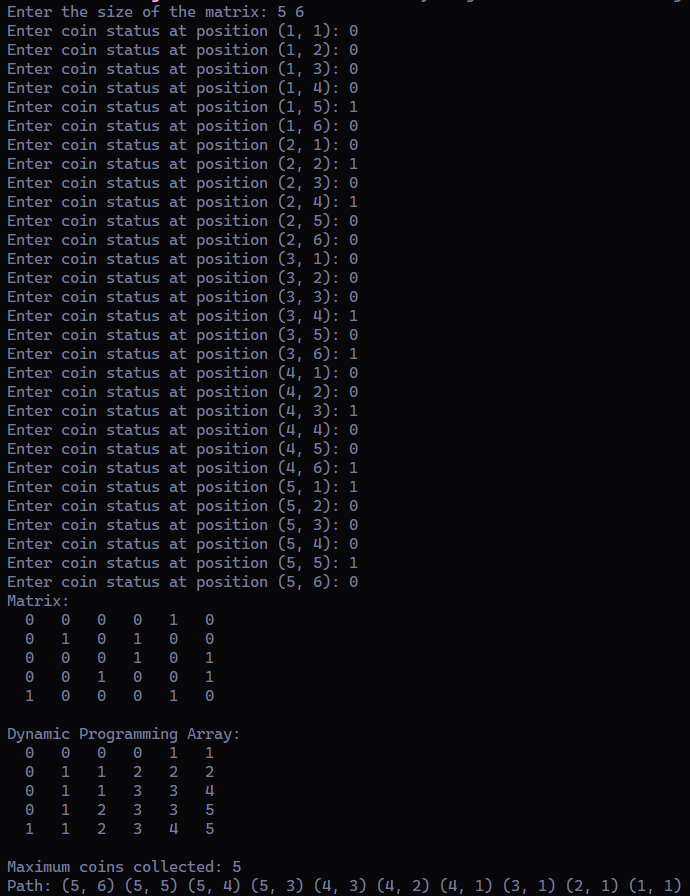 Enter the size of the matrix: 5 6
Enter coin status at position (1, 1): 0
Enter coin status at position (1, 2): 0
Enter coin status at position (1, 3): 0
Enter coin status at position (1, 4): 0
Enter coin status at position (1, 5): 1
Enter coin status at position (1, 6): 0
Enter coin status at position (2, 1): 0
Enter coin status at position (2, 2): 1
Enter coin status at position (2, 3): 0
Enter coin status at position (2, 4): 1
Enter coin status at position (2, 5): 0
Enter coin status at position (2, 6): 0
Enter coin status at position (3, 1): 0
Enter coin status at position (3, 2): 0
Enter coin status at position (3, 3): 0
Enter coin status at position (3, 4): 1
Enter coin status at position (3, 5): 0
Enter coin status at position (3, 6): 1
Enter coin status at position (4, 1): 0
Enter coin status at position (4, 2): 0
Enter coin status at position (4, 3): 1
Enter coin status at position (4, 4): 0
Enter coin status at position (4, 5): 0
Enter coin status at position (4, 6): 1
Enter coin status at position (5, 1): 1
Enter coin status at position (5, 2): 0
Enter coin status at position (5, 3): 0
Enter coin status at position (5, 4): 0
Enter coin status at position (5, 5): 1
Enter coin status at position (5, 6): 0
Matrix:
0 0 0 0 1 0
0 1 0 1 0 0
0 0 0 1 0 1
0 0 1 0 0 1
1 0 0 0 1 0
Dynamic Programming Array:
0 0 0 0 1 1
0 1 1 2 2 2
0 1 1 3 3 4
0 1 2 3 3 5
1 1 2 3 4 5
Maximum coins collected: 5
Path: (5, 6) (5, 5) (5, 4) (5, 3) (4, 3) (4, 2) (4, 1) (3, 1) (2, 1) (1, 1)